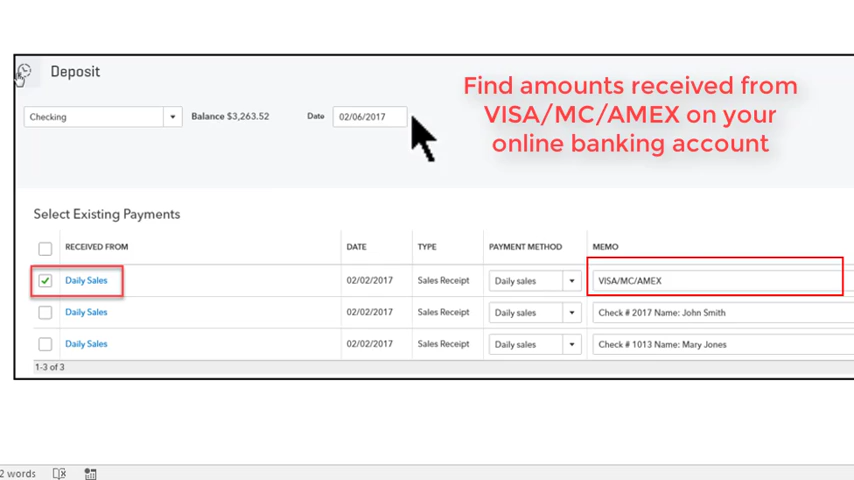 Deposit
Find amounts received from
VISA/MC/AMEX on your
online banking account
Checking Balance $3,263.52 Date 02/06/2017
Select Existing Payments
RECEIVED FROM DATE TYPE PAYMENT METHOD MEMO
Daily Sales 02/02/2017 Sales Receipt Daily sales VISA/MC/AMEX
Daily Sales 02/02/2017 Sales Receipt Daily sales Check # 2017 Name: John Smith
Daily Sales 02/02/2017 Sales Receipt Daily sales Check # 1013 Name: Mary Jones
1-3 of 3
2 words